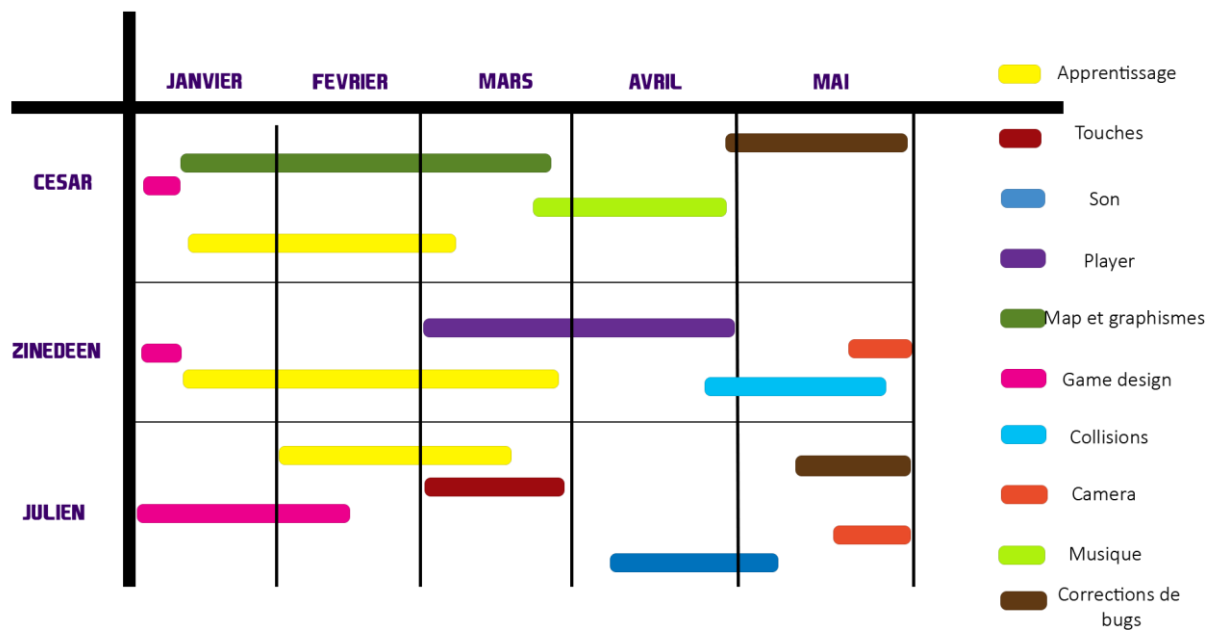 JANVIER FEVRIER MARS AVRIL MAI
CESAR
ZINEDEEN
JULIEN
Apprentissage
Touches
Son
Player
Map et graphismes
Game design
Collisions
Camera
Musique
Corrections de
bugs